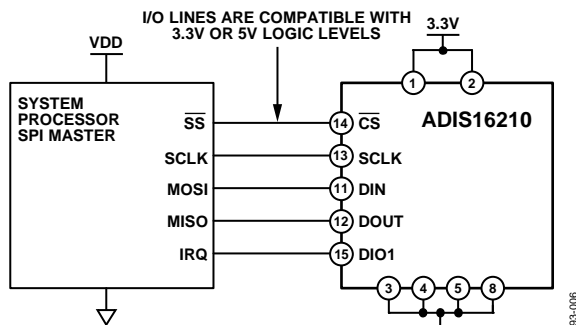 I/O LINES ARE COMPATIBLE WITH
3.3V OR 5V LOGIC LEVELS
VDD
3.3V
1
2
SYSTEM
PROCESSOR
SPI MASTER
ADIS16210
SS
14
CS
SCLK
13
SCLK
MOSI
11
DIN
MISO
12
DOUT
IRQ
15
DIO1
3
4
5
8
93-006